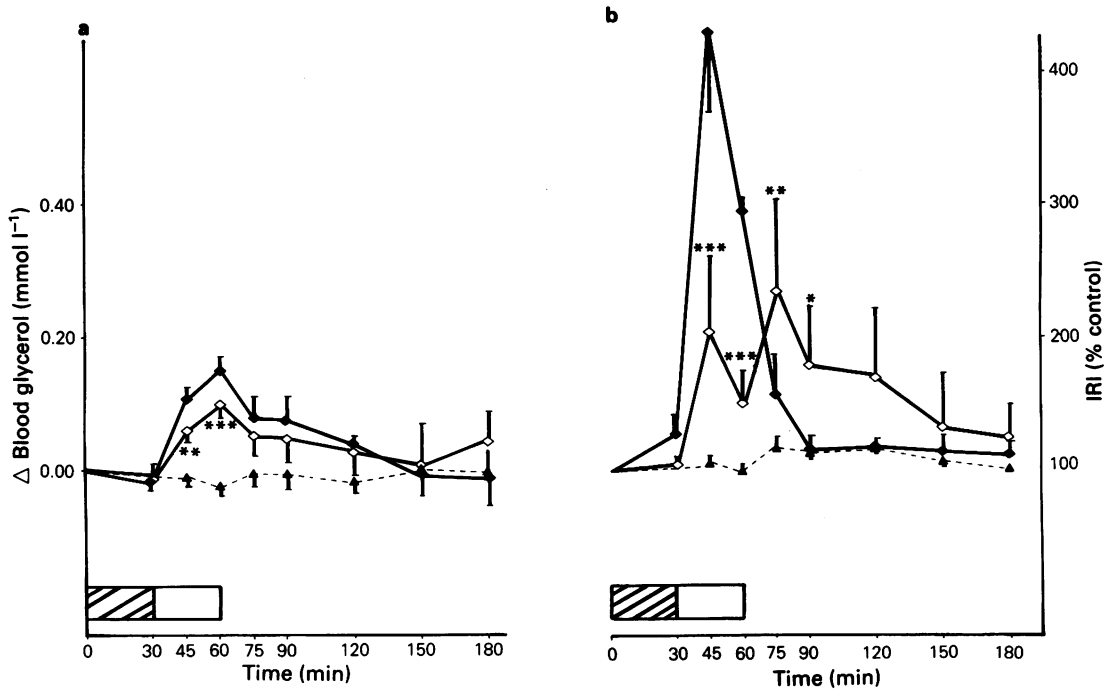 a
△ Blood glycerol (mmol l⁻¹)
0.40
0.20
0.00
**
***
0 30 45 60 75 90 120 150 180
Time (min)
b
***
***
**
*
400
300
200
100
IRI (% control)
0 30 45 60 75 90 120 150 180
Time (min)